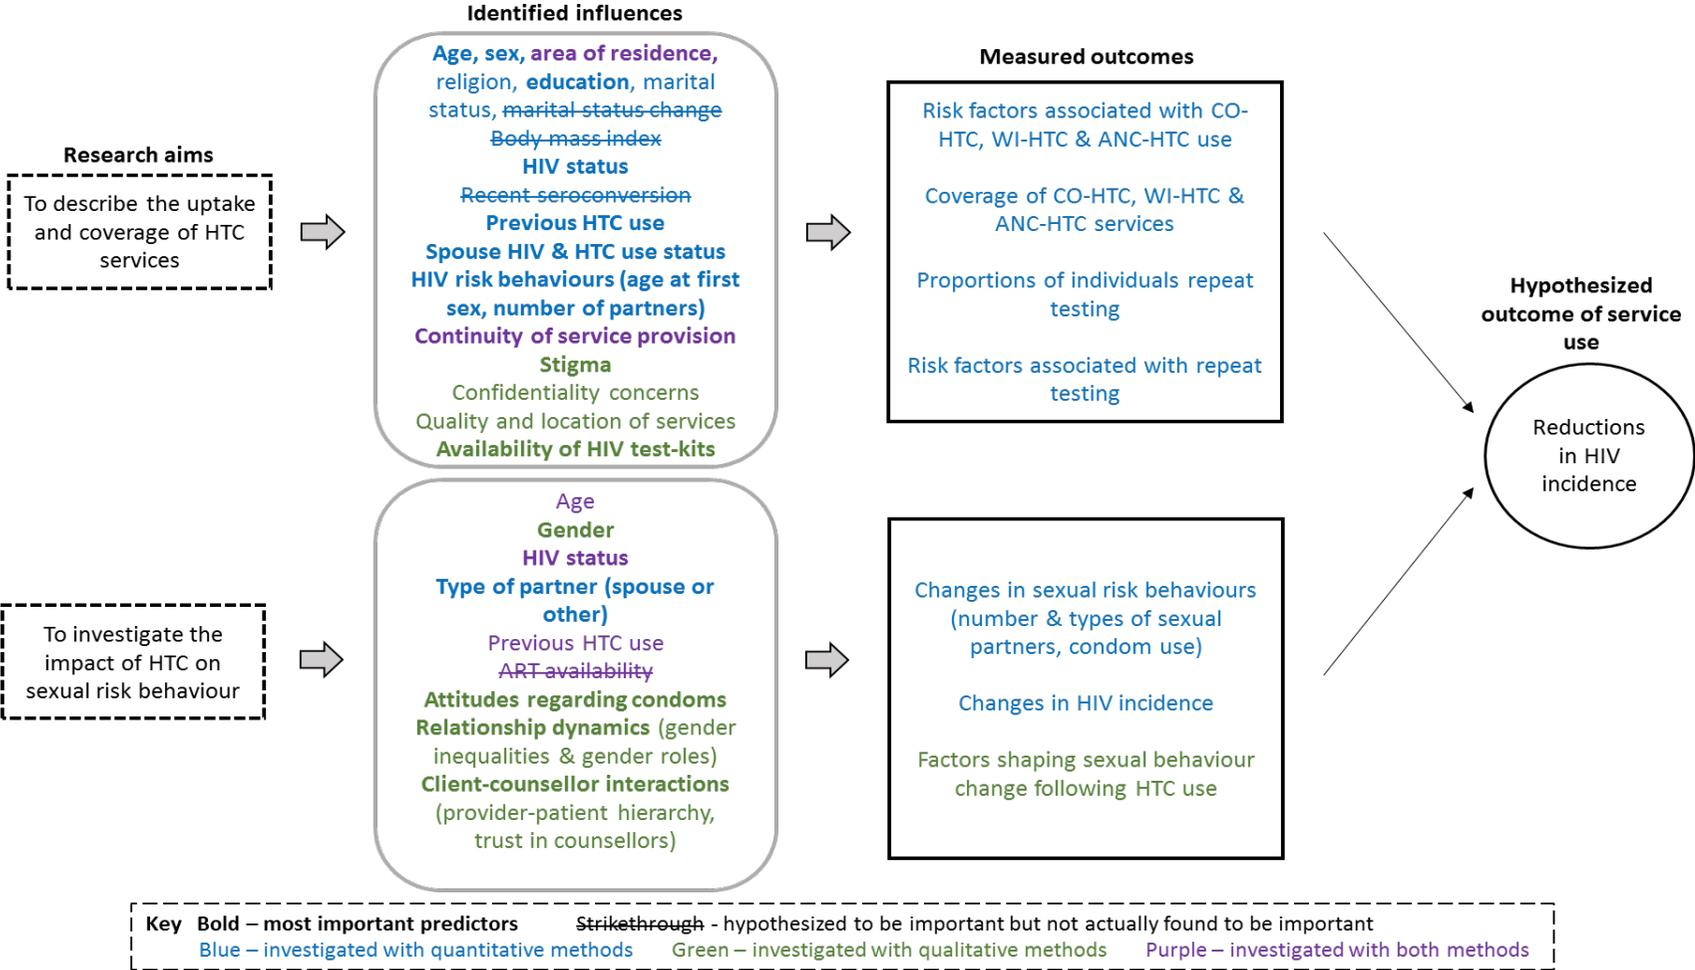 Identified influences
Age, sex, area of residence,
religion, education, marital
status, marital status change
Body mass index
HIV status
Recent seroconversion
Previous HTC use
Spouse HIV & HTC use status
HIV risk behaviours (age at first
sex, number of partners)
Continuity of service provision
Stigma
Confidentiality concerns
Quality and location of services
Availability of HIV test-kits
Measured outcomes
Risk factors associated with CO-
HTC, WI-HTC & ANC-HTC use
Coverage of CO-HTC, WI-HTC &
ANC-HTC services
Proportions of individuals repeat
testing
Risk factors associated with repeat
testing
Research aims
To describe the uptake
and coverage of HTC
services
Hypothesized
outcome of service
use
Reductions
in HIV
incidence
To investigate the
impact of HTC on
sexual risk behaviour
Age
Gender
HIV status
Type of partner (spouse or
other)
Previous HTC use
ART availability
Attitudes regarding condoms
Relationship dynamics (gender
inequalities & gender roles)
Client-counsellor interactions
(provider-patient hierarchy,
trust in counsellors)
Changes in sexual risk behaviours
(number & types of sexual
partners, condom use)
Changes in HIV incidence
Factors shaping sexual behaviour
change following HTC use
Key Bold – most important predictors Strikethrough - hypothesized to be important but not actually found to be important
Blue – investigated with quantitative methods Green – investigated with qualitative methods Purple – investigated with both methods